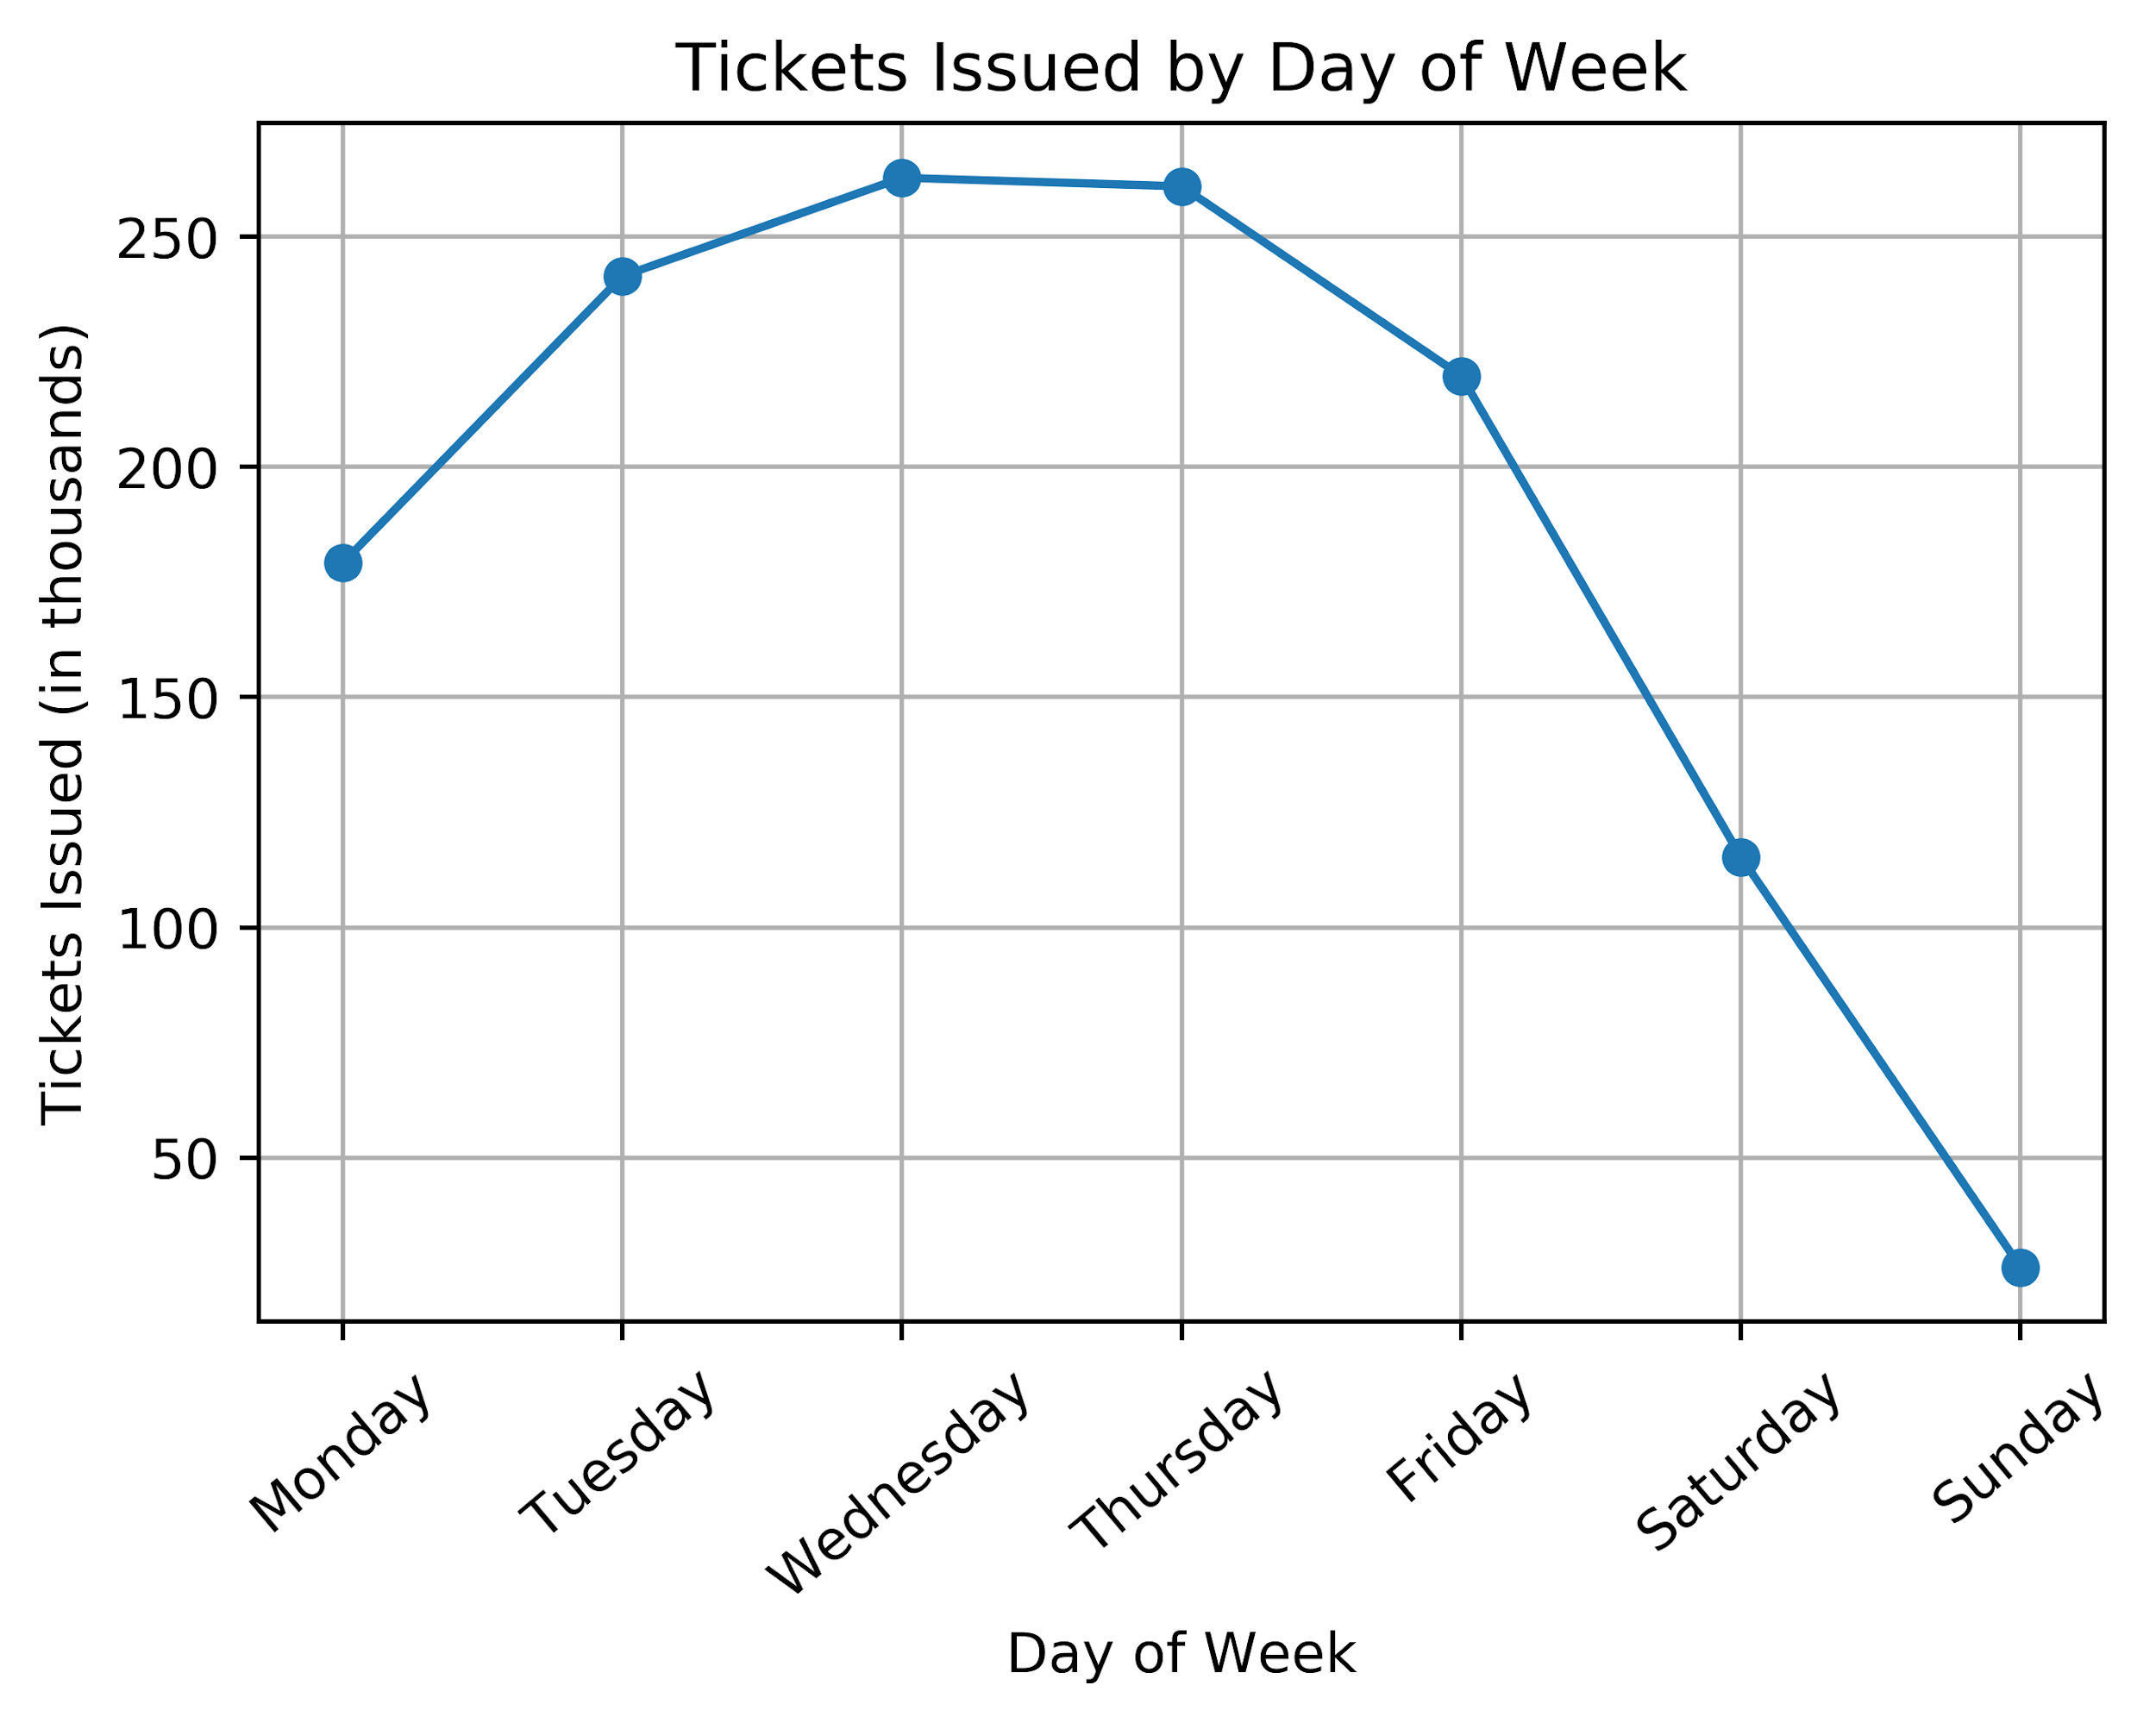 Tickets Issued by Day of Week
Tickets Issued (in thousands)
250
200
150
100
50
Monday
Tuesday
Wednesday
Thursday
Friday
Saturday
Sunday
Day of Week